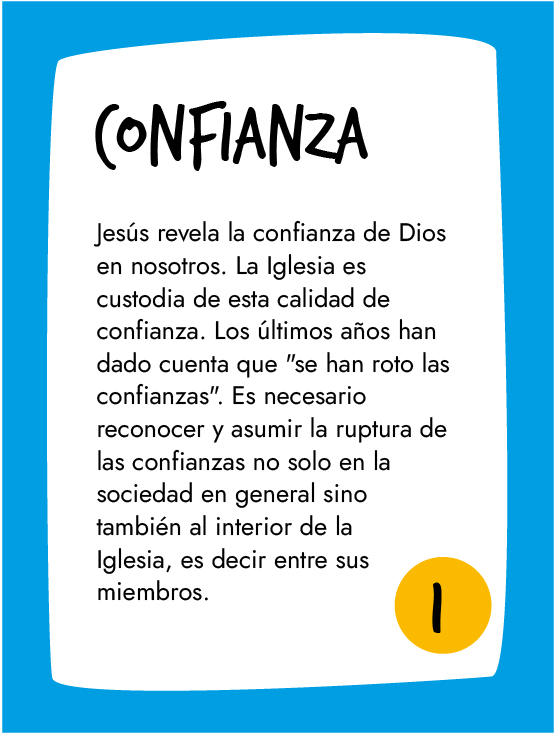 CONFIANZA
Jesús revela la confianza de Dios
en nosotros. La Iglesia es
custodia de esta calidad de
confianza. Los últimos años han
dado cuenta que "se han roto las
confianzas". Es necesario
reconocer y asumir la ruptura de
las confianzas no solo en la
sociedad en general sino
también al interior de la
Iglesia, es decir entre sus
miembros.
1